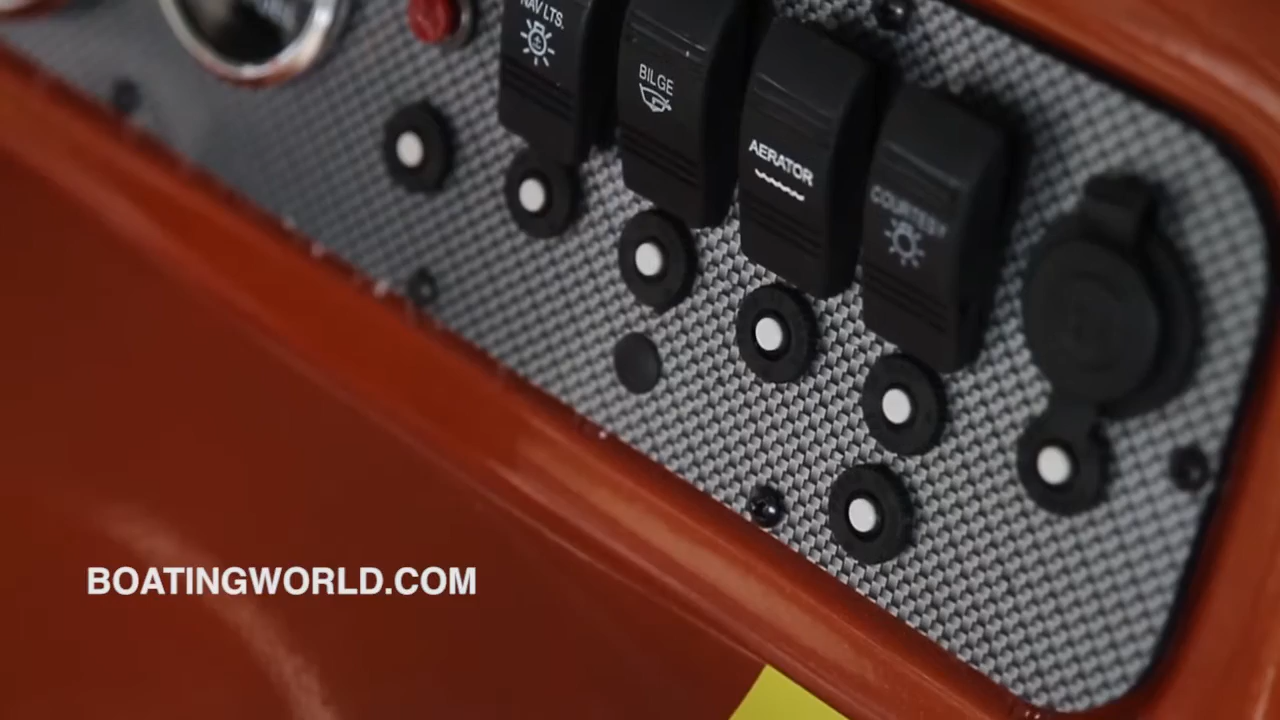 NAV LTS.
BILGE
AERATOR
COURTESY
BOATINGWORLD.COM